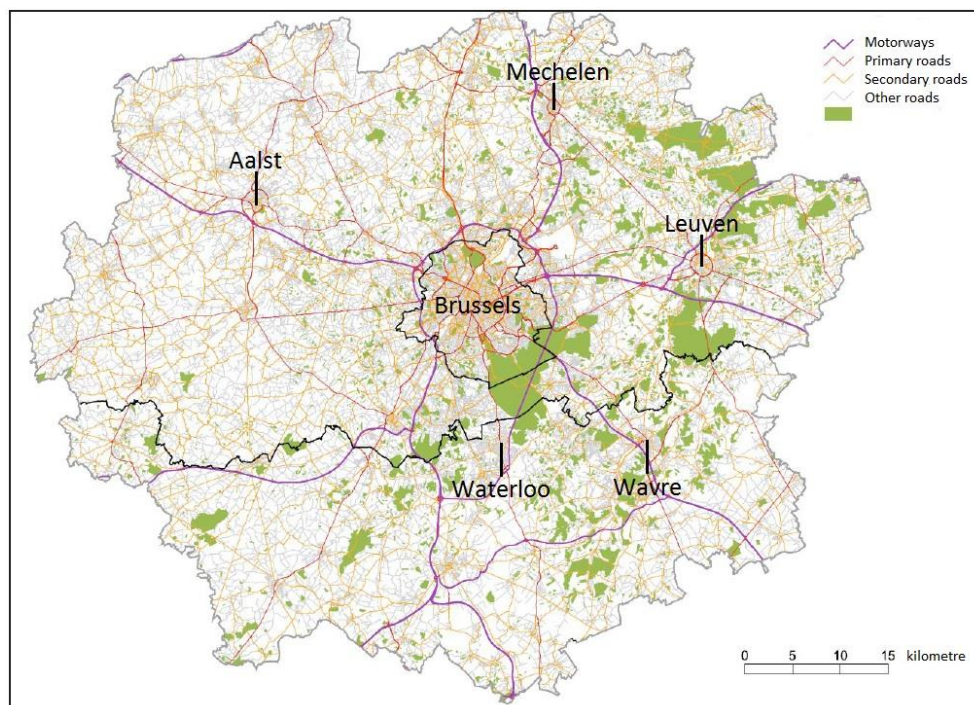 Motorways
Primary roads
Secondary roads
Other roads
Mechelen
Aalst
Leuven
Brussels
Waterloo
Wavre
0 5 10 15 kilometre